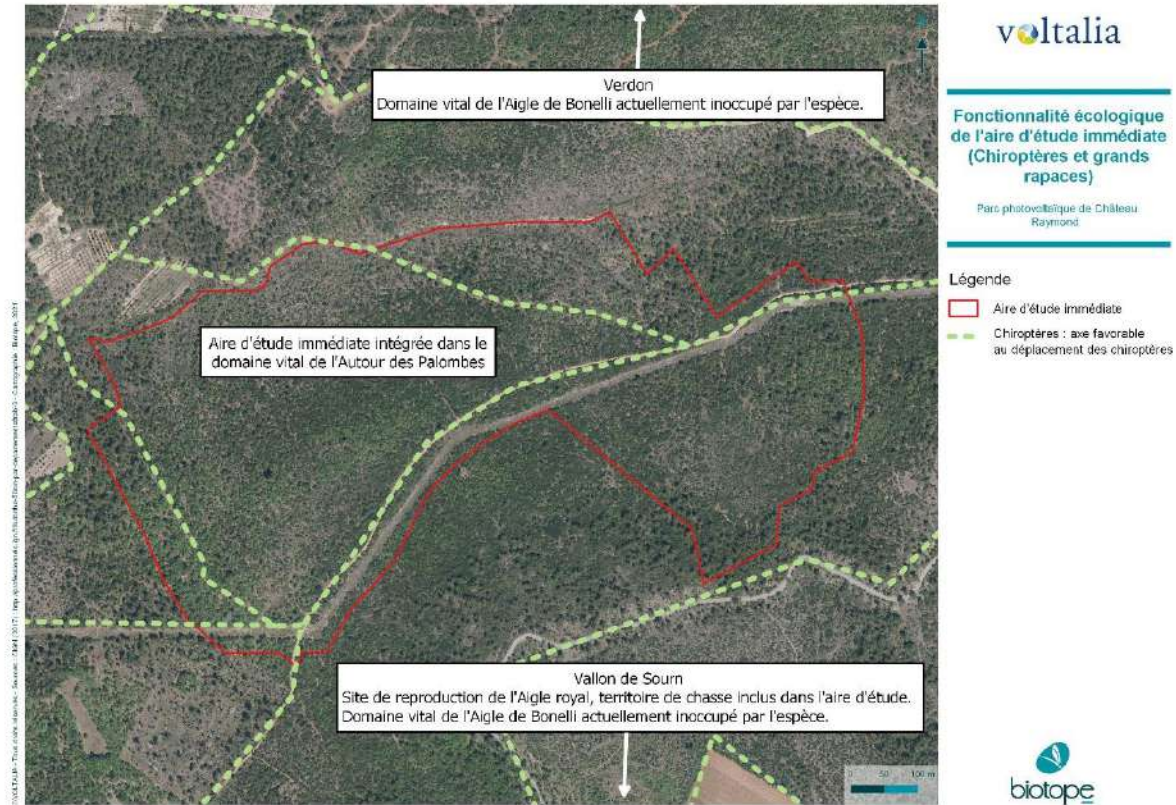 Verdon
Domaine vital de l'Aigle de Bonelli actuellement inoccupé par l'espèce.
Aire d'étude immédiate intégrée dans le
domaine vital de l'Autour des Palombes
Vallon de Sourn
Site de reproduction de l'Aigle royal, territoire de chasse inclus dans l'aire d'étude.
Domaine vital de l'Aigle de Bonelli actuellement inoccupé par l'espèce.
0 50 100 m
voltalia
Fonctionnalité écologique
de l'aire d'étude immédiate
(Chiroptères et grands
rapaces)
Parc photovoltaïque de Château
Raymond
Légende
Aire d'étude immédiate
Chiroptères : axe favorable
au déplacement des chiroptères
biotope